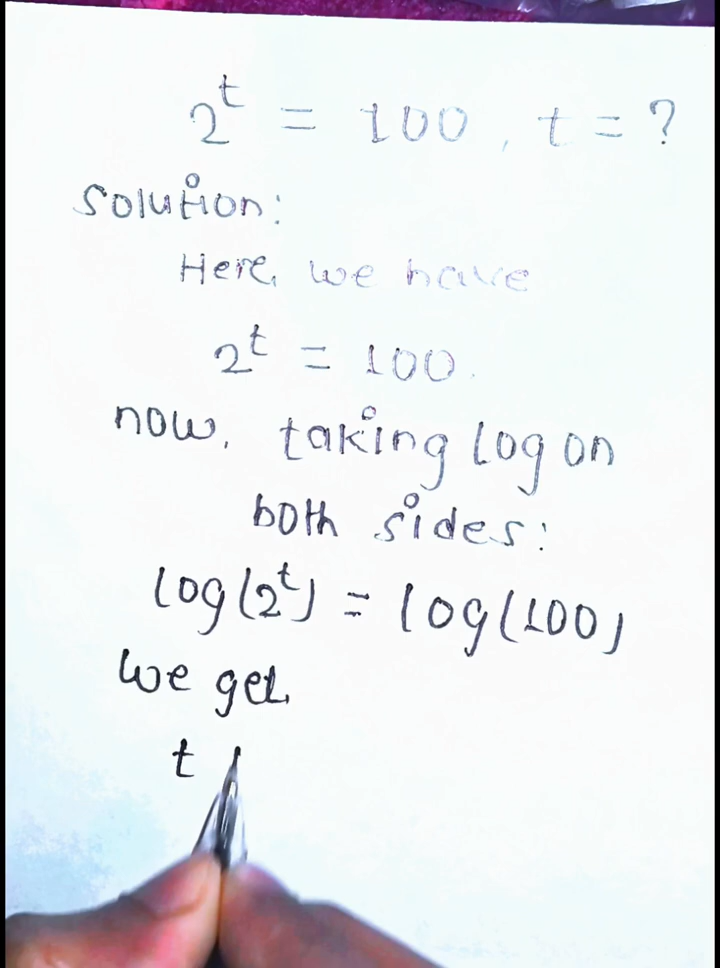 2^t = 100, t = ?
Solution:
Here, we have
2^t = 100.
now, taking log on
both sides:
log(2^t) = log(100)
we get,
t